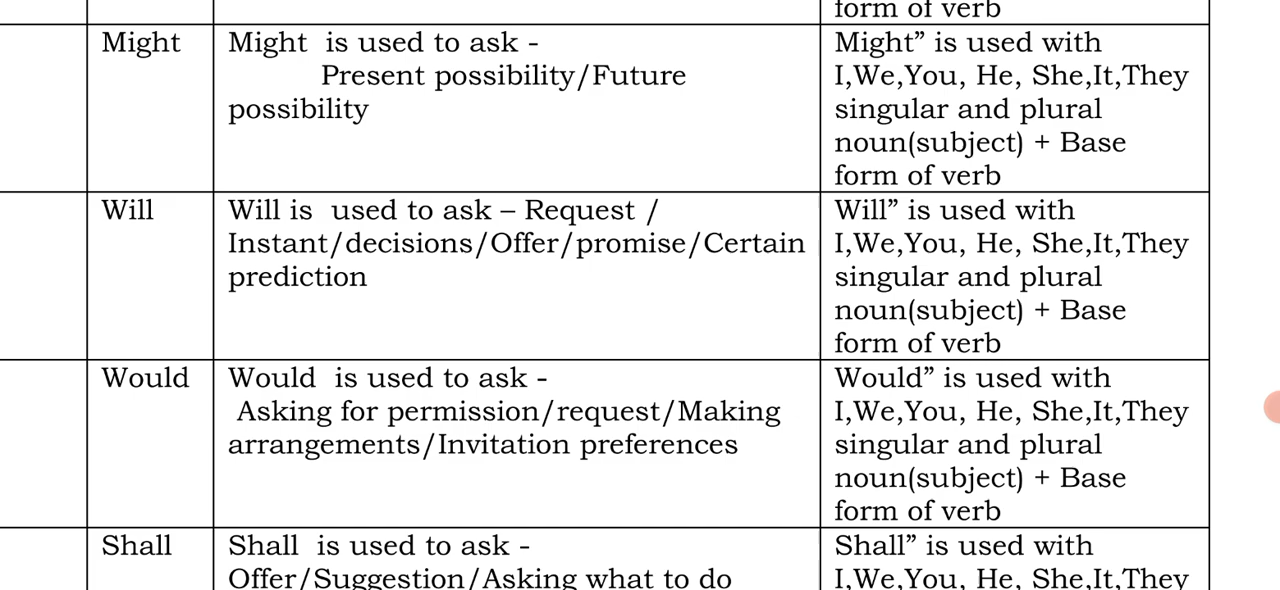 form of verb
Might
Might is used to ask -
Present possibility/Future
possibility
Might” is used with
I,We,You, He, She,It,They
singular and plural
noun(subject) + Base
form of verb
Will
Will is used to ask – Request /
Instant/decisions/Offer/promise/Certain
prediction
Will” is used with
I,We,You, He, She,It,They
singular and plural
noun(subject) + Base
form of verb
Would
Would is used to ask -
Asking for permission/request/Making
arrangements/Invitation preferences
Would” is used with
I,We,You, He, She,It,They
singular and plural
noun(subject) + Base
form of verb
Shall
Shall is used to ask -
Offer/Suggestion/Asking what to do
Shall” is used with
I,We,You, He, She,It,They